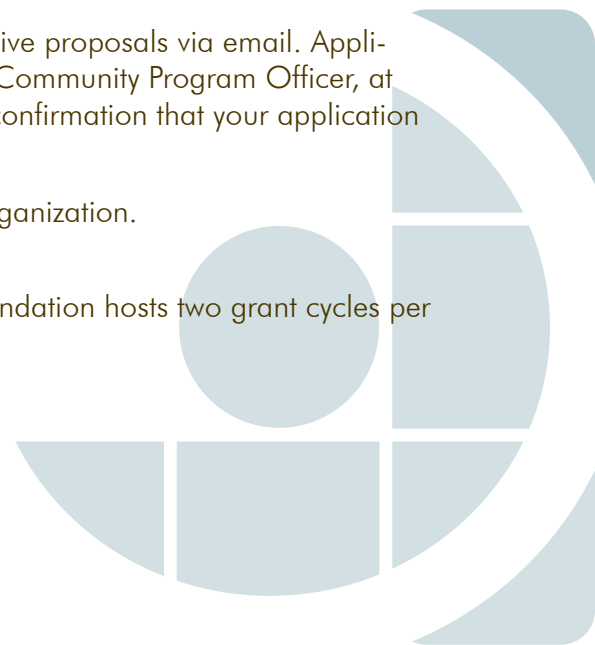 ive proposals via email. Appli-
Community Program Officer, at
confirmation that your application
ganization.
ndation hosts two grant cycles per